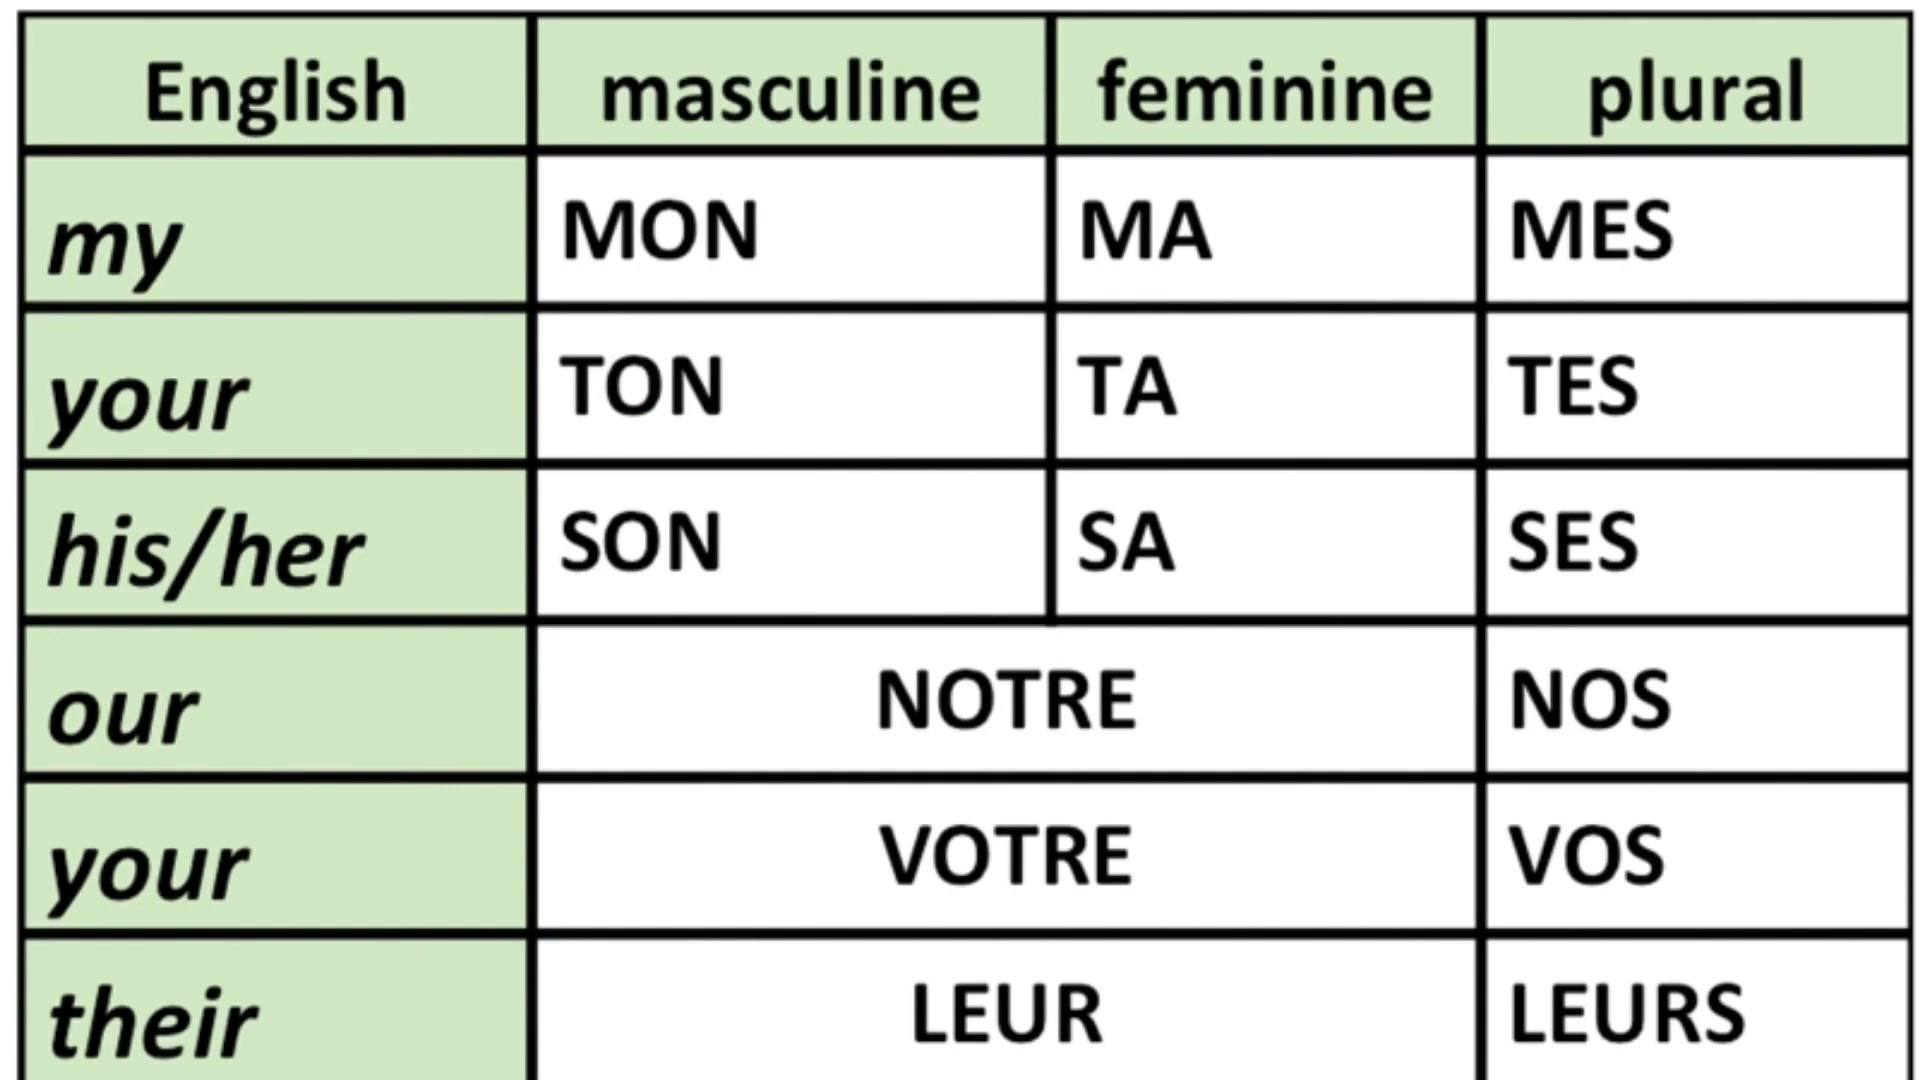 English masculine feminine plural
my MON MA MES
your TON TA TES
his/her SON SA SES
our NOTRE NOS
your VOTRE VOS
their LEUR LEURS